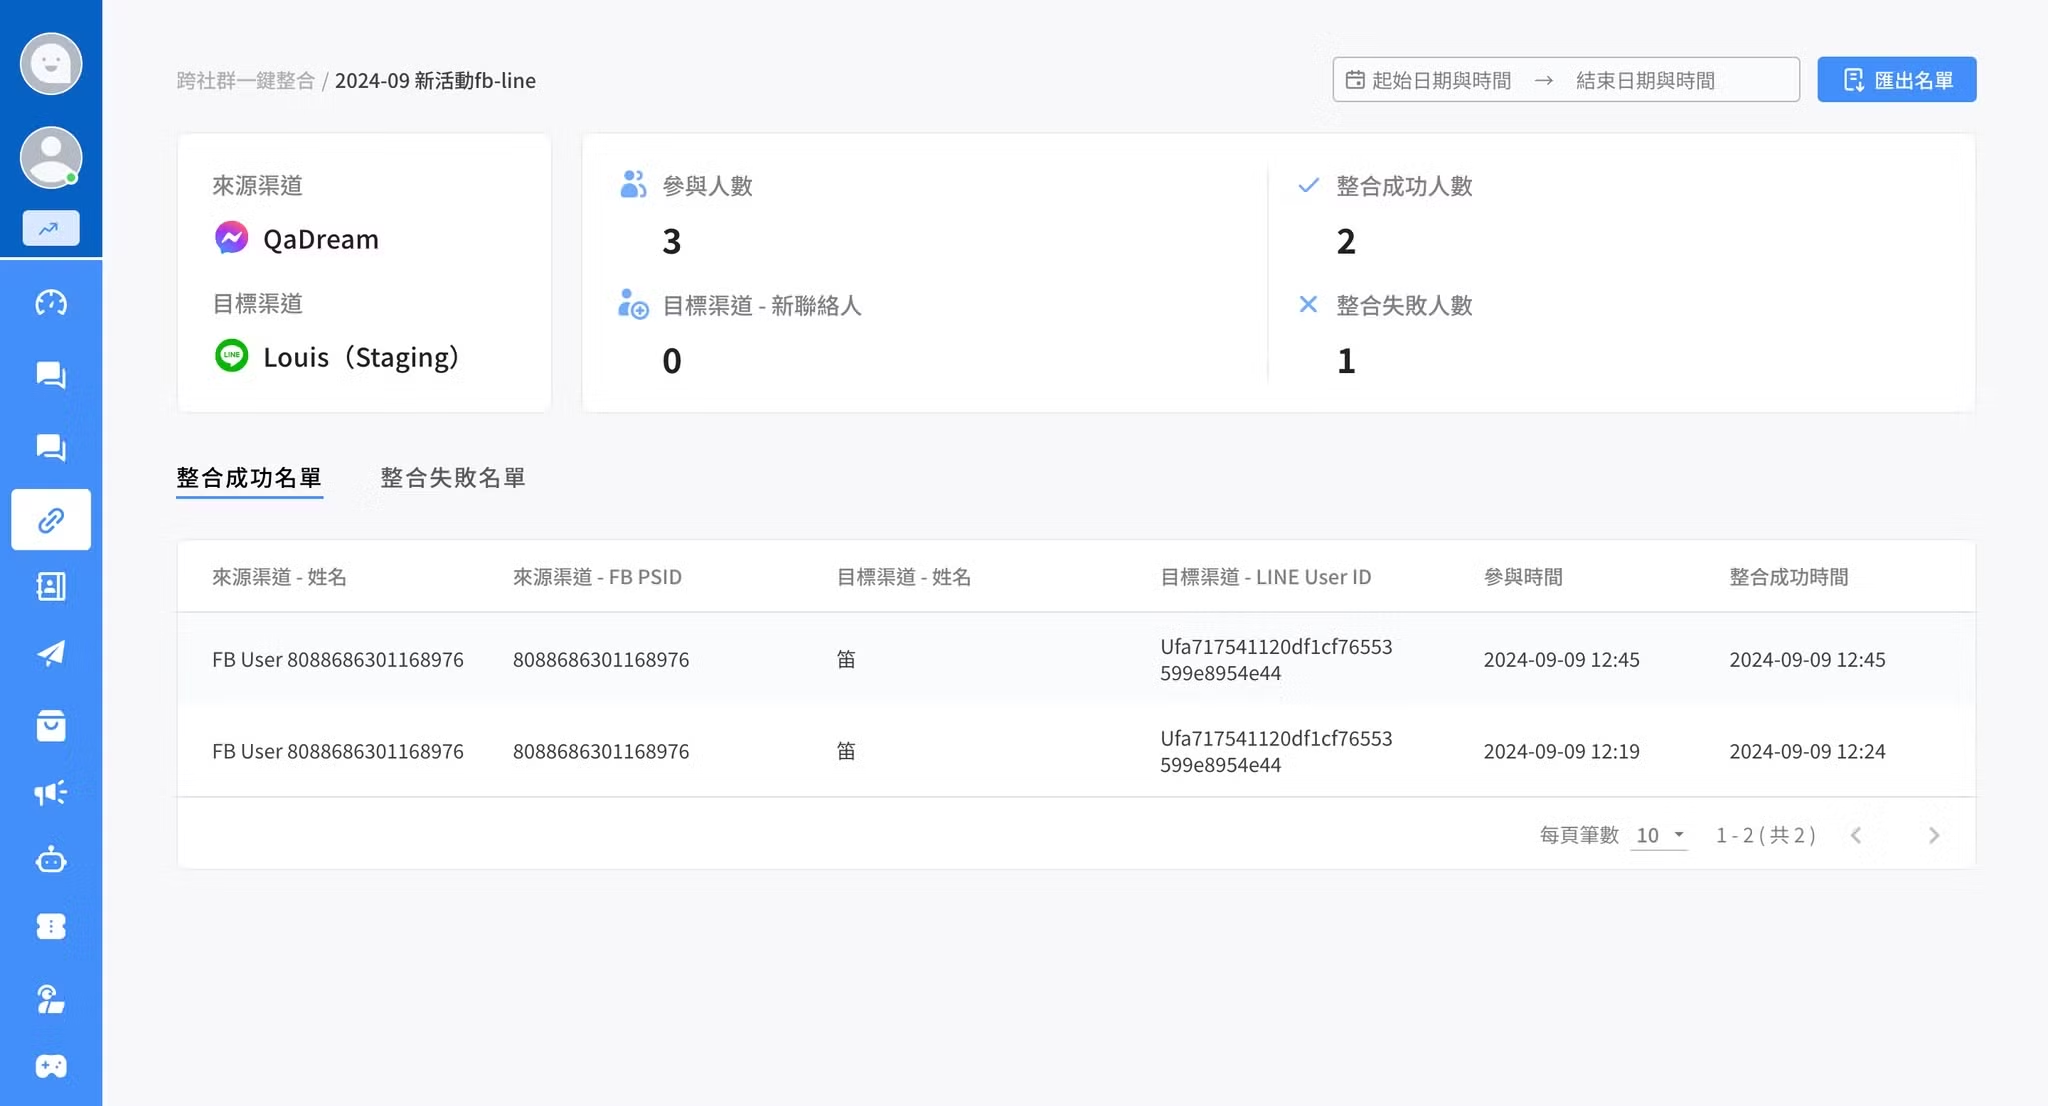 跨社群一鍵整合 / 2024-09 新活動fb-line
起始日期與時間 → 結束日期與時間
匯出名單
來源渠道
QaDream
目標渠道
LINE
Louis（Staging）
參與人數
3
目標渠道 - 新聯絡人
0
整合成功人數
2
整合失敗人數
1
整合成功名單 整合失敗名單
來源渠道 - 姓名 來源渠道 - FB PSID 目標渠道 - 姓名 目標渠道 - LINE User ID 參與時間 整合成功時間
FB User 8088686301168976 8088686301168976 笛 Ufa717541120df1cf76553 2024-09-09 12:45 2024-09-09 12:45
599e8954e44
FB User 8088686301168976 8088686301168976 笛 Ufa717541120df1cf76553 2024-09-09 12:19 2024-09-09 12:24
599e8954e44
每頁筆數 10 1 - 2 ( 共 2 )